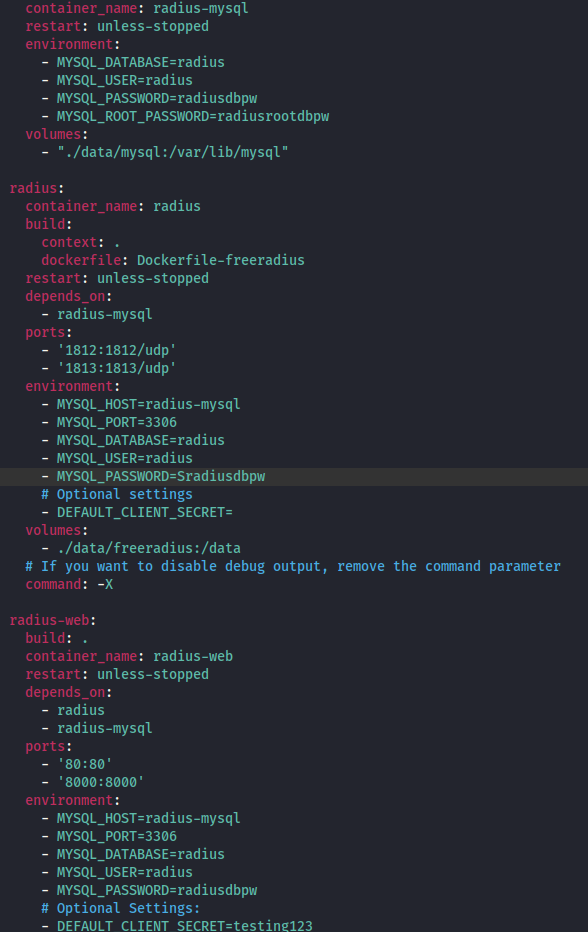 container_name: radius-mysql
restart: unless-stopped
environment:
- MYSQL_DATABASE=radius
- MYSQL_USER=radius
- MYSQL_PASSWORD=radiusdbpw
- MYSQL_ROOT_PASSWORD=radiusrootdbpw
volumes:
- "./data/mysql:/var/lib/mysql"
radius:
container_name: radius
build:
context: .
dockerfile: Dockerfile-freeradius
restart: unless-stopped
depends_on:
- radius-mysql
ports:
- '1812:1812/udp'
- '1813:1813/udp'
environment:
- MYSQL_HOST=radius-mysql
- MYSQL_PORT=3306
- MYSQL_DATABASE=radius
- MYSQL_USER=radius
- MYSQL_PASSWORD=Sradiusdbpw
# Optional settings
- DEFAULT_CLIENT_SECRET=
volumes:
- ./data/freeradius:/data
# If you want to disable debug output, remove the command parameter
command: -X
radius-web:
build: .
container_name: radius-web
restart: unless-stopped
depends_on:
- radius
- radius-mysql
ports:
- '80:80'
- '8000:8000'
environment:
- MYSQL_HOST=radius-mysql
- MYSQL_PORT=3306
- MYSQL_DATABASE=radius
- MYSQL_USER=radius
- MYSQL_PASSWORD=radiusdbpw
# Optional Settings:
- DEFAULT_CLIENT_SECRET=testing123